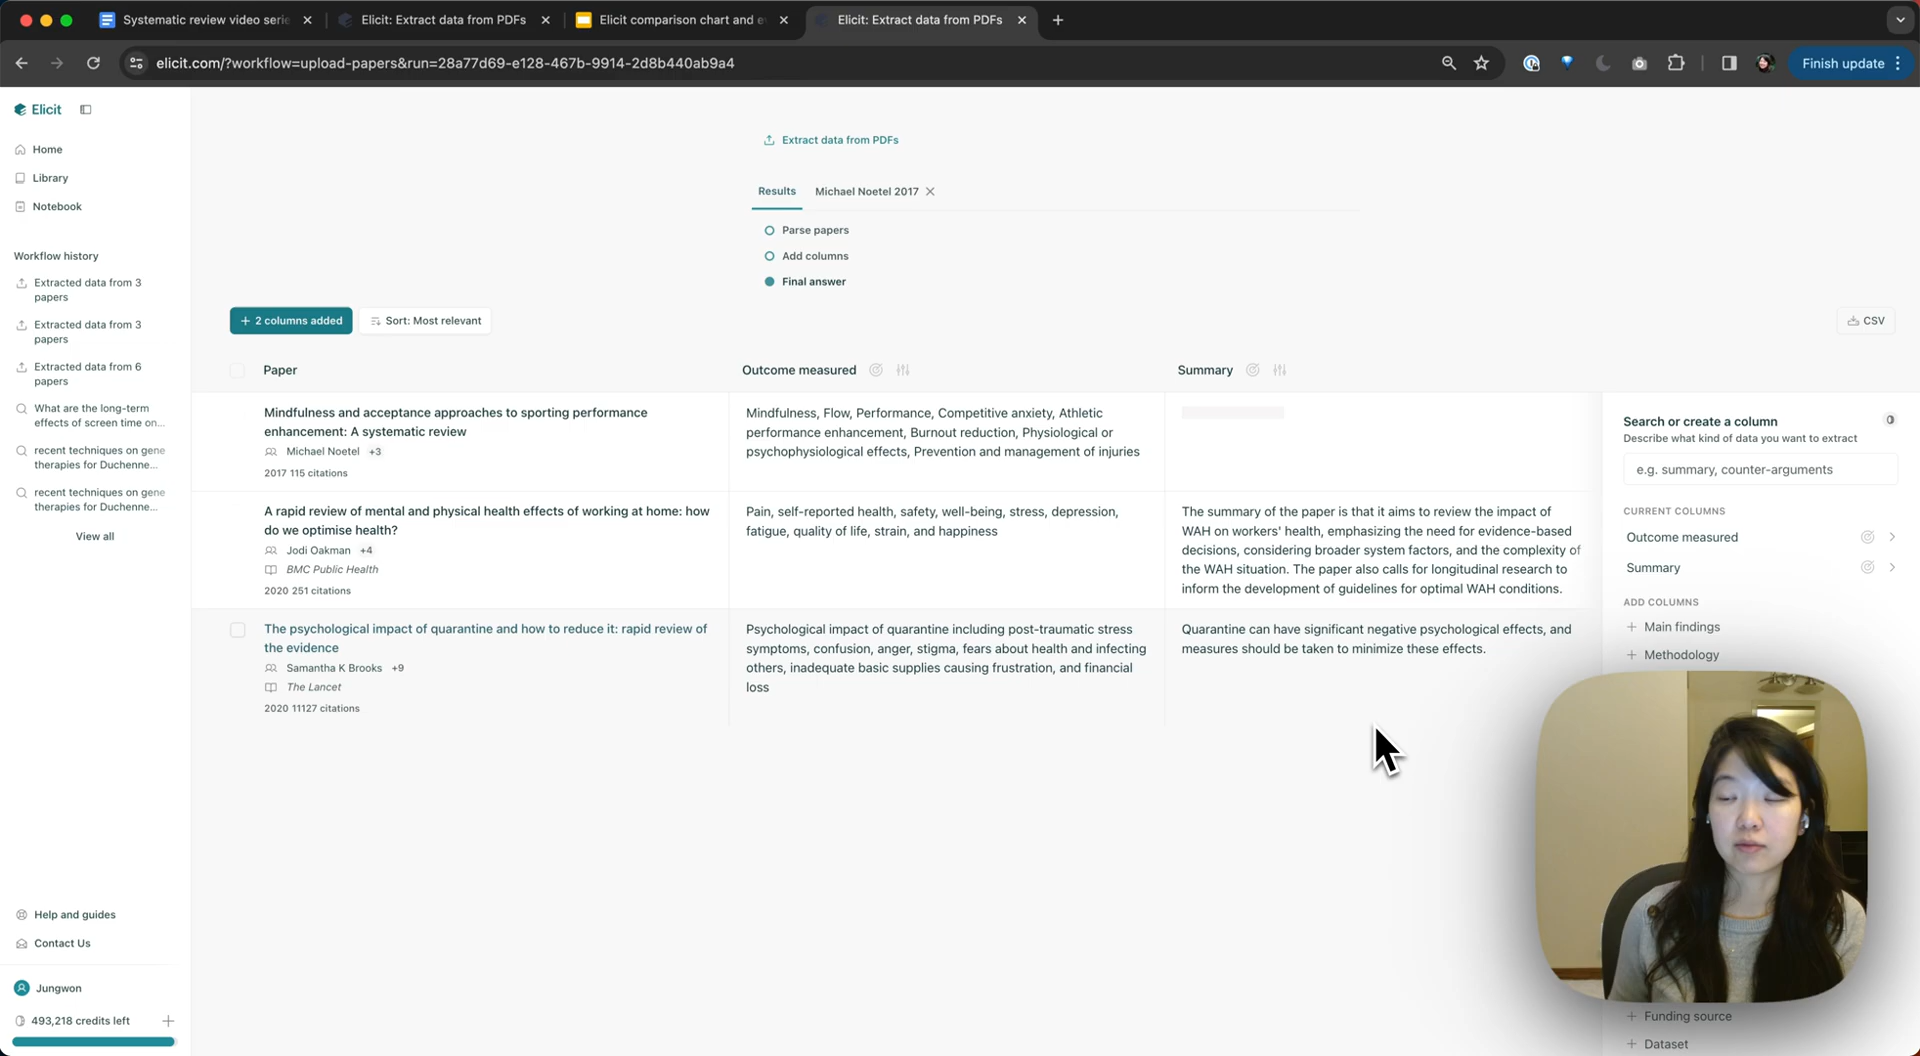 Systematic review video serie
Elicit: Extract data from PDFs
Elicit comparison chart and e
Elicit: Extract data from PDFs
elicit.com/?workflow=upload-papers&run=28a77d69-e128-467b-9914-2d8b440ab9a4
Finish update
Elicit
Home
Library
Notebook
Workflow history
Extracted data from 3
papers
Extracted data from 3
papers
Extracted data from 6
papers
What are the long-term
effects of screen time on...
recent techniques on gene
therapies for Duchenne...
recent techniques on gene
therapies for Duchenne...
View all
Help and guides
Contact Us
Jungwon
493,218 credits left
Extract data from PDFs
Results
Michael Noetel 2017
Parse papers
Add columns
Final answer
+ 2 columns added
Sort: Most relevant
CSV
Paper
Outcome measured
Summary
Mindfulness and acceptance approaches to sporting performance
enhancement: A systematic review
Michael Noetel +3
2017 115 citations
Mindfulness, Flow, Performance, Competitive anxiety, Athletic
performance enhancement, Burnout reduction, Physiological or
psychophysiological effects, Prevention and management of injuries
A rapid review of mental and physical health effects of working at home: how
do we optimise health?
Jodi Oakman +4
BMC Public Health
2020 251 citations
Pain, self-reported health, safety, well-being, stress, depression,
fatigue, quality of life, strain, and happiness
The summary of the paper is that it aims to review the impact of
WAH on workers' health, emphasizing the need for evidence-based
decisions, considering broader system factors, and the complexity of
the WAH situation. The paper also calls for longitudinal research to
inform the development of guidelines for optimal WAH conditions.
The psychological impact of quarantine and how to reduce it: rapid review of
the evidence
Samantha K Brooks +9
The Lancet
2020 11127 citations
Psychological impact of quarantine including post-traumatic stress
symptoms, confusion, anger, stigma, fears about health and infecting
others, inadequate basic supplies causing frustration, and financial
loss
Quarantine can have significant negative psychological effects, and
measures should be taken to minimize these effects.
Search or create a column
Describe what kind of data you want to extract
e.g. summary, counter-arguments
CURRENT COLUMNS
Outcome measured
Summary
ADD COLUMNS
+ Main findings
+ Methodology
+ Funding source
+ Dataset